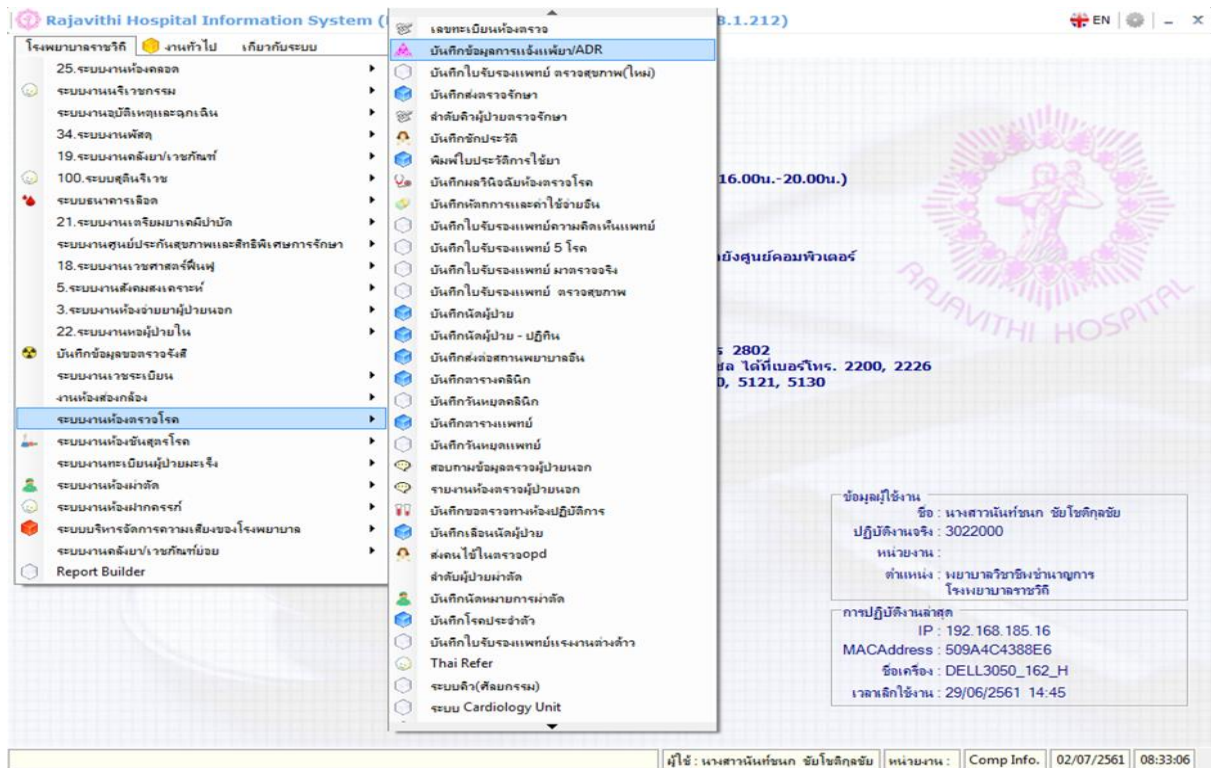 Rajavithi Hospital Information System (
3.1.212)
EN
โรงพยาบาลราชวิถี งานทั่วไป เกี่ยวกับระบบ
25.ระบบงานห้องคลอด
ระบบงานนรีเวชกรรม
ระบบงานอุบัติเหตุและฉุกเฉิน
34.ระบบงานพัสดุ
19.ระบบงานคลังยา/เวชภัณฑ์
100.ระบบสูตินรีเวช
ระบบธนาคารเลือด
21.ระบบงานเตรียมยาเคมีบำบัด
ระบบงานศูนย์ประกันสุขภาพและสิทธิพิเศษการรักษา
18.ระบบงานเวชศาสตร์ฟื้นฟู
5.ระบบงานสังคมสงเคราะห์
3.ระบบงานห้องจ่ายยาผู้ป่วยนอก
22.ระบบงานหอผู้ป่วยใน
บันทึกข้อมูลขอตรวจรังสี
ระบบงานเวชระเบียน
งานห้องส่องกล้อง
ระบบงานห้องตรวจโรค
ระบบงานห้องชันสูตรโรค
ระบบงานทะเบียนผู้ป่วยมะเร็ง
ระบบงานห้องผ่าตัด
ระบบงานห้องฝากครรภ์
ระบบบริหารจัดการความเสี่ยงของโรงพยาบาล
ระบบงานคลังยา/เวชภัณฑ์ย่อย
Report Builder
เลขทะเบียนห้องตรวจ
บันทึกข้อมูลการแจ้งแพ้ยา/ADR
บันทึกใบรับรองแพทย์ ตรวจสุขภาพ(ใหม่)
บันทึกส่งตรวจรักษา
ลำดับคิวผู้ป่วยตรวจรักษา
บันทึกซักประวัติ
พิมพ์ใบประวัติการใช้ยา
บันทึกผลวินิจฉัยห้องตรวจโรค
บันทึกหัตถการและค่าใช้จ่ายอื่น
บันทึกใบรับรองแพทย์ความคิดเห็นแพทย์
บันทึกใบรับรองแพทย์ 5 โรค
บันทึกใบรับรองแพทย์ มาตรวจจริง
บันทึกใบรับรองแพทย์ ตรวจสุขภาพ
บันทึกนัดผู้ป่วย
บันทึกนัดผู้ป่วย - ปฏิทิน
บันทึกส่งต่อสถานพยาบาลอื่น
บันทึกตารางคลินิก
บันทึกวันหยุดคลินิก
บันทึกตารางแพทย์
บันทึกวันหยุดแพทย์
สอบถามข้อมูลตรวจผู้ป่วยนอก
รายงานห้องตรวจผู้ป่วยนอก
บันทึกขอตรวจทางห้องปฏิบัติการ
บันทึกเลื่อนนัดผู้ป่วย
ส่งคนไข้ในตรวจopd
ลำดับผู้ป่วยผ่าตัด
บันทึกนัดหมายการผ่าตัด
บันทึกโรคประจำตัว
บันทึกใบรับรองแพทย์แรงงานต่างด้าว
Thai Refer
ระบบคิว(ศัลยกรรม)
ระบบ Cardiology Unit
16.00น.-20.00น.)
ยังศูนย์คอมพิวเตอร์
2802
ได้ที่เบอร์โทร. 2200, 2226
0, 5121, 5130
RAJAVITHI HOSPITAL
ข้อมูลผู้ใช้งาน
ชื่อ : นางสาวนันท์ชนก ชัยโชติกุลชัย
ปฏิบัติงานจริง : 3022000
หน่วยงาน :
ตำแหน่ง : พยาบาลวิชาชีพชำนาญการ
โรงพยาบาลราชวิถี
การปฏิบัติงานล่าสุด
IP : 192.168.185.16
MACAddress : 509A4C4388E6
ชื่อเครื่อง : DELL3050_162_H
เวลาเลิกใช้งาน : 29/06/2561 14:45
ผู้ใช้ : นางสาวนันท์ชนก ชัยโชติกุลชัย หน่วยงาน : Comp Info. 02/07/2561 08:33:06